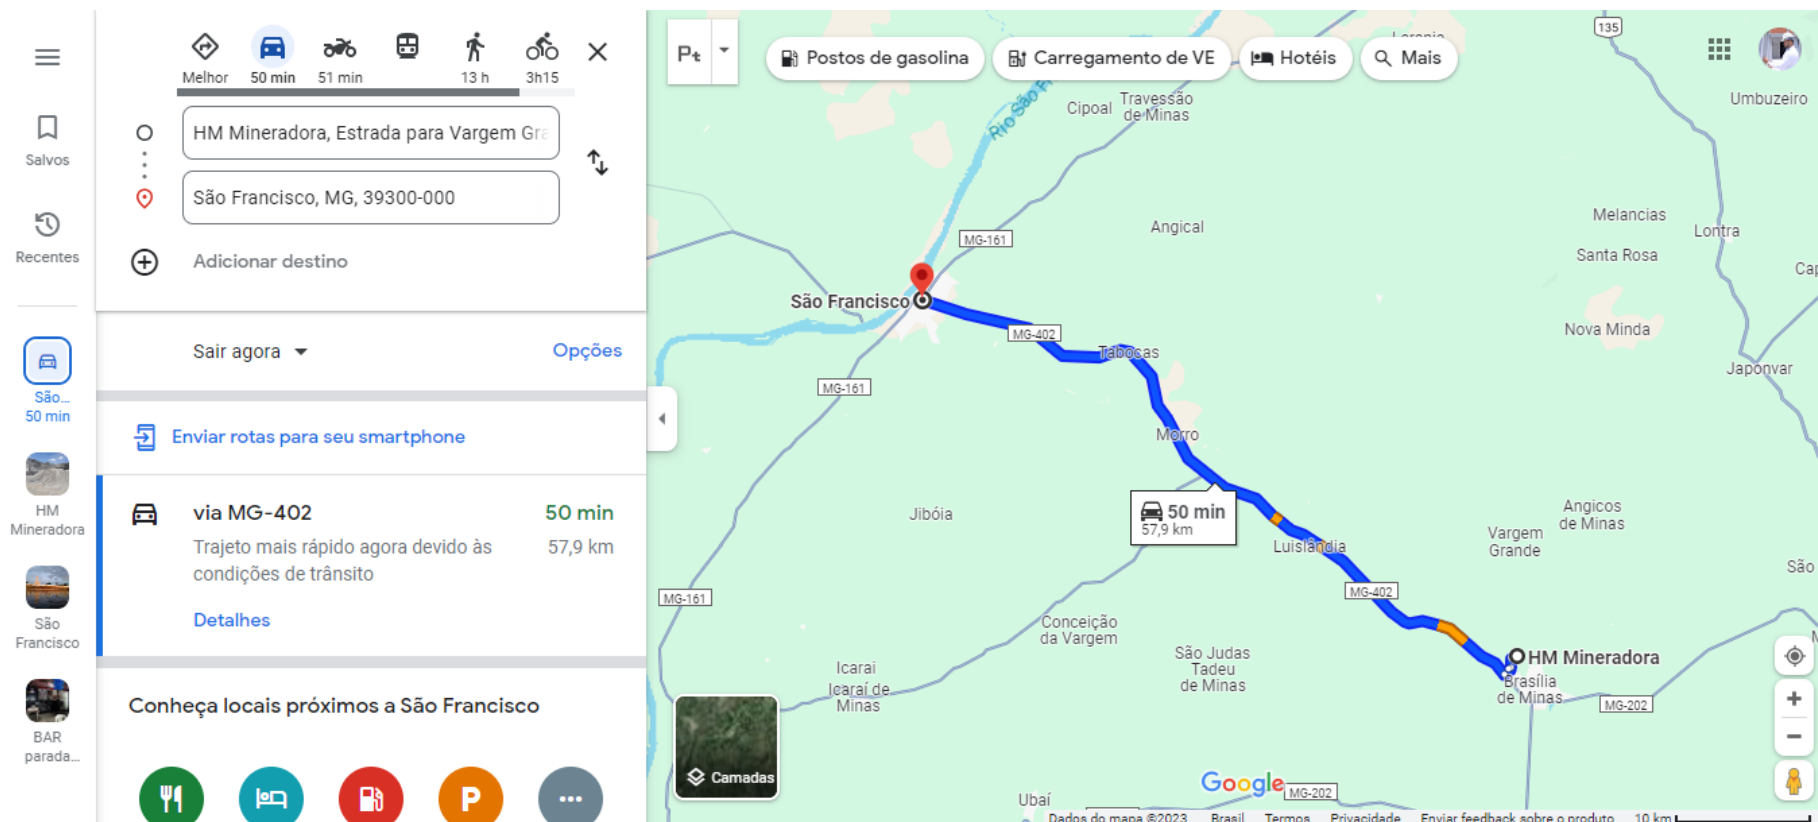 Salvos
Recentes
São...
50 min
HM
Mineradora
São
Francisco
BAR
parada...
Melhor
50 min
51 min
13 h
3h15
HM Mineradora, Estrada para Vargem Gra
São Francisco, MG, 39300-000
Adicionar destino
Sair agora
Opções
Enviar rotas para seu smartphone
via MG-402
50 min
Trajeto mais rápido agora devido às
57,9 km
condições de trânsito
Detalhes
Conheça locais próximos a São Francisco
P
Pt
Postos de gasolina
Carregamento de VE
Hotéis
Mais
135
Umbuzeiro
Rio São Fr
Cipoal
Travessão
de Minas
Angical
Melancias
Lontra
Santa Rosa
MG-161
Cap
São Francisco
MG-402
Nova Minda
Tabocas
Japonvar
MG-161
Morro
Jibóia
50 min
57,9 km
Angicos
de Minas
Vargem
Grande
Luislândia
São
MG-402
MG-161
Conceição
da Vargem
São Judas
Tadeu
de Minas
HM Mineradora
Brasília
de Minas
Icarai
Icaraí de
Minas
MG-202
Camadas
Google
MG-202
Ubaí
Dados do mapa ©2023
Brasil
Termos
Privacidade
Enviar feedback sobre o produto
10 km